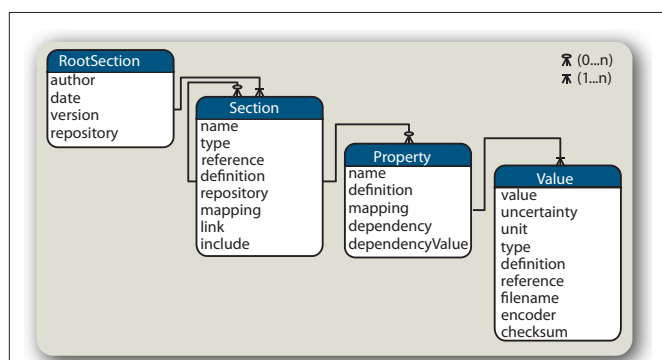 RootSection
author
date
version
repository
(0...n)
(1...n)
Section
name
type
reference
definition
repository
mapping
link
include
Property
name
definition
mapping
dependency
dependencyValue
Value
value
uncertainty
unit
type
definition
reference
filename
encoder
checksum